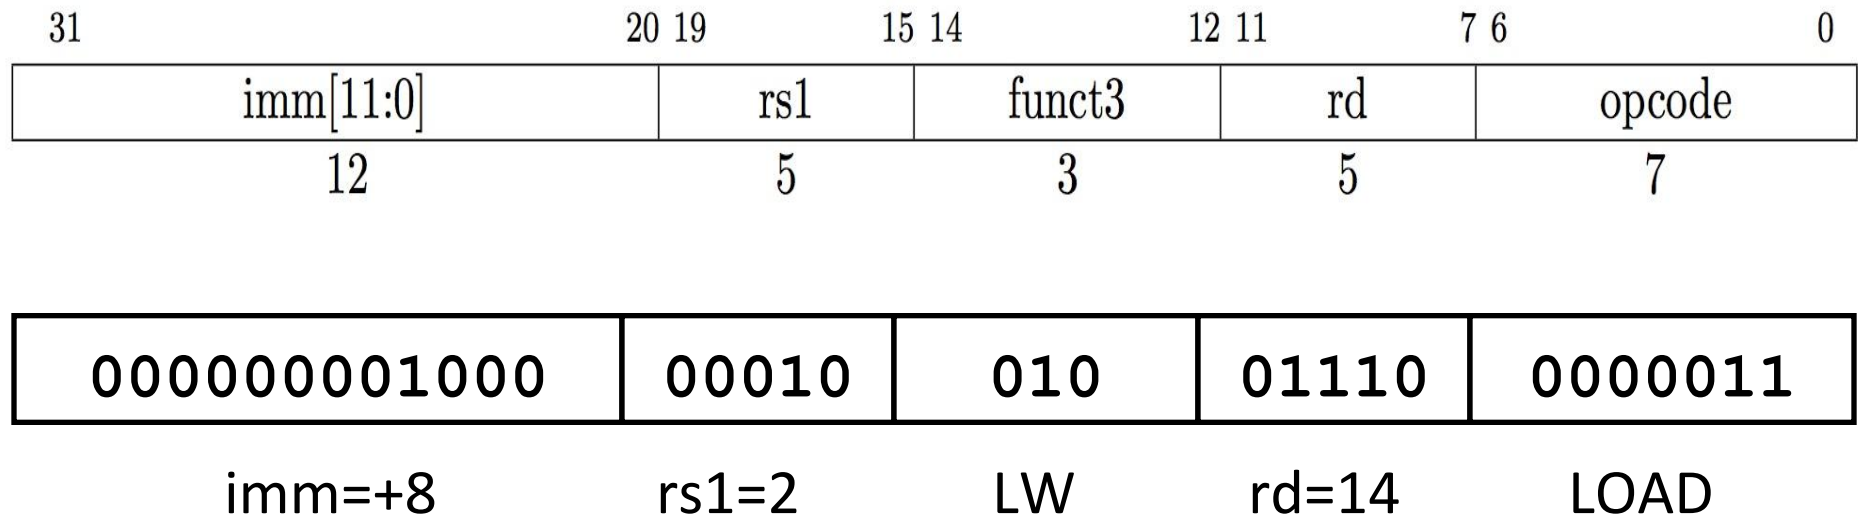 31 20 19 15 14 12 11 7 6 0
imm[11:0] rs1 funct3 rd opcode
12 5 3 5 7
000000001000 00010 010 01110 0000011
imm=+8 rs1=2 LW rd=14 LOAD